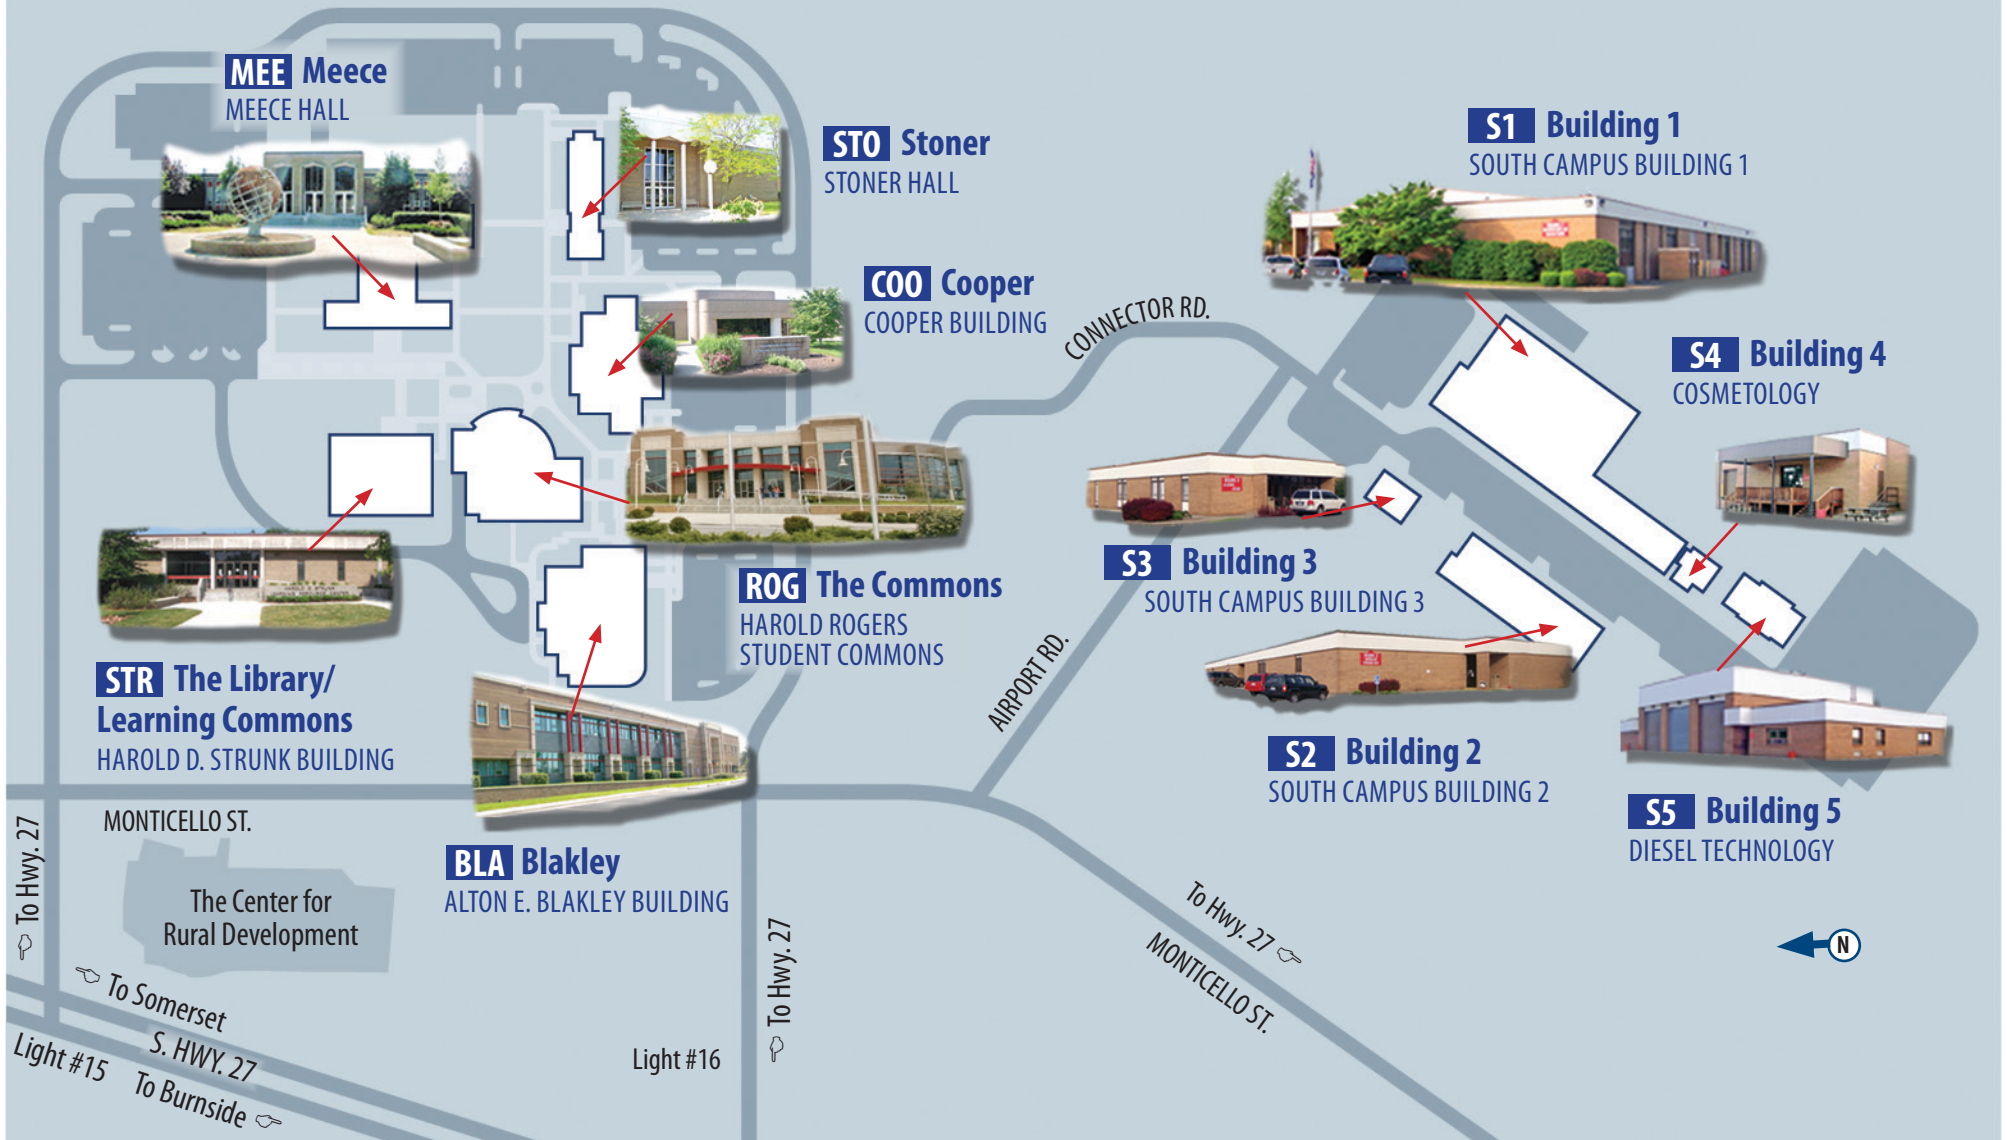 MEE Meece
MEECE HALL
STO Stoner
STONER HALL
COO Cooper
COOPER BUILDING
S1 Building 1
SOUTH CAMPUS BUILDING 1
CONNECTOR RD.
S4 Building 4
COSMETOLOGY
S3 Building 3
SOUTH CAMPUS BUILDING 3
ROG The Commons
HAROLD ROGERS
STUDENT COMMONS
AIRPORT RD.
STR The Library/
Learning Commons
HAROLD D. STRUNK BUILDING
S2 Building 2
SOUTH CAMPUS BUILDING 2
S5 Building 5
DIESEL TECHNOLOGY
MONTICELLO ST.
BLA Blakley
ALTON E. BLAKLEY BUILDING
To Hwy. 27
The Center for
Rural Development
To Hwy. 27
To Hwy. 27
MONTICELLO ST.
N
To Somerset
S. HWY. 27
Light #15
To Burnside
Light #16